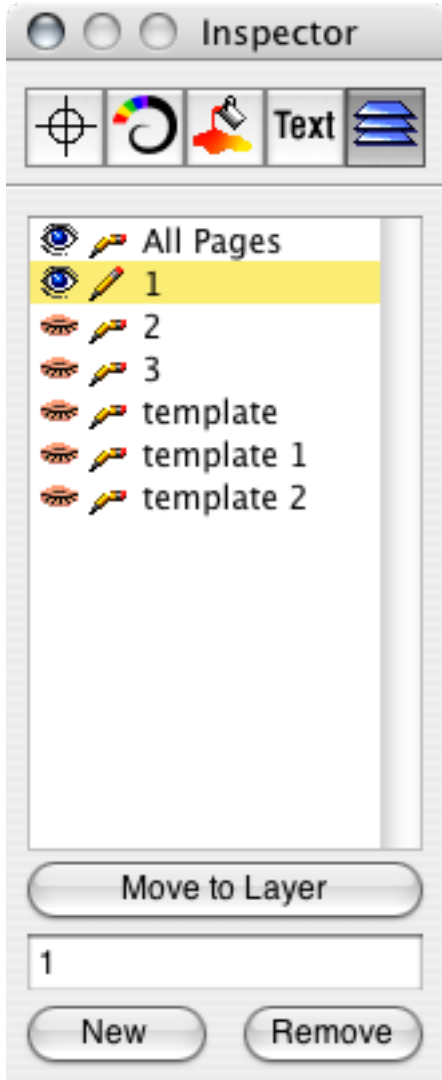 Inspector
Text
All Pages
1
2
3
template
template 1
template 2
Move to Layer
1
New Remove